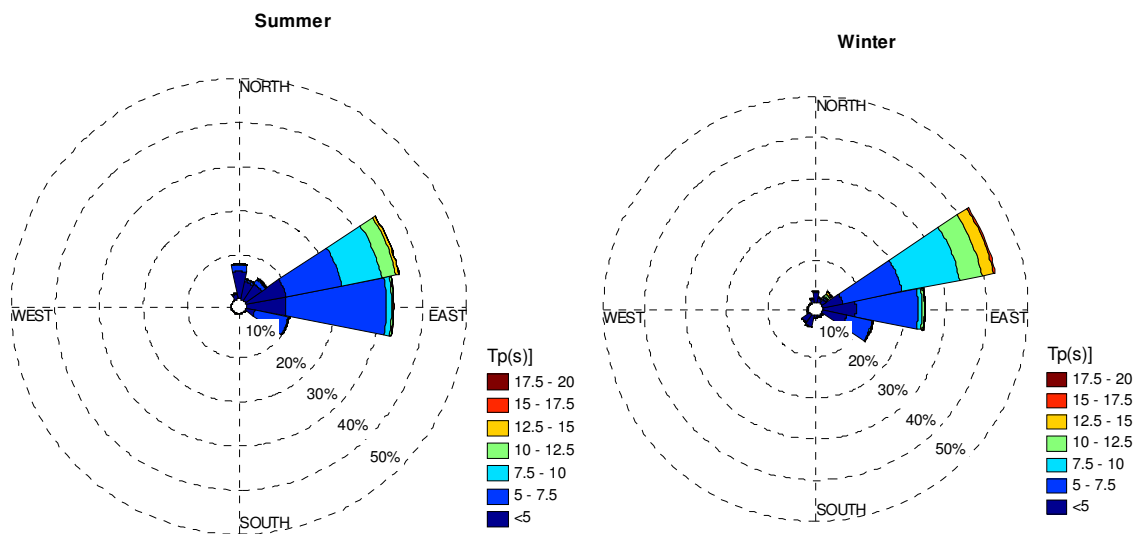 Summer
NORTH
WEST
EAST
SOUTH
10%
20%
30%
40%
50%
Tp(s)]
17.5 - 20
15 - 17.5
12.5 - 15
10 - 12.5
7.5 - 10
5 - 7.5
<5
Winter
NORTH
WEST
EAST
SOUTH
10%
20%
30%
40%
50%
Tp(s)]
17.5 - 20
15 - 17.5
12.5 - 15
10 - 12.5
7.5 - 10
5 - 7.5
<5